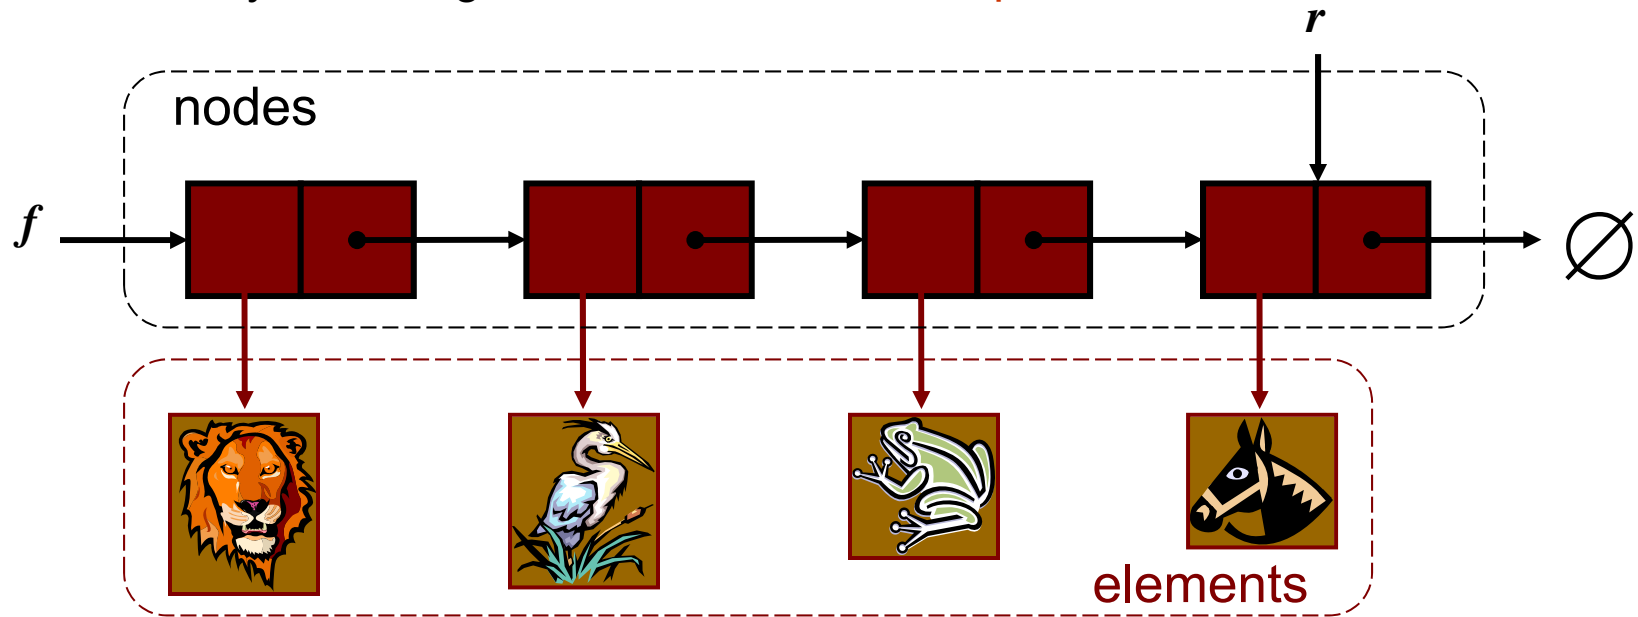 r
nodes
f
∅
elements